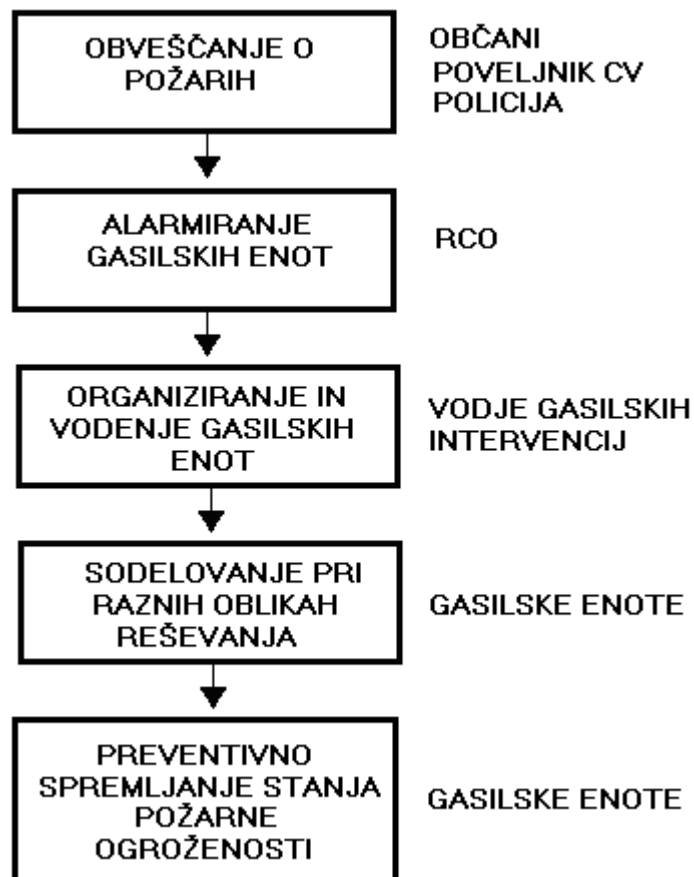 OBVEŠČANJE O
POŽARIH
OBČANI
POVELJNIK CV
POLICIJA
ALARMIRANJE
GASILSKIH ENOT
RCO
ORGANIZIRANJE IN
VODENJE GASILSKIH
ENOT
VODJE GASILSKIH
INTERVENCIJ
SODELOVANJE PRI
RAZNIH OBLIKAH
REŠEVANJA
GASILSKE ENOTE
PREVENTIVNO
SPREMLJANJE STANJA
POŽARNE
OGROŽENOSTI
GASILSKE ENOTE